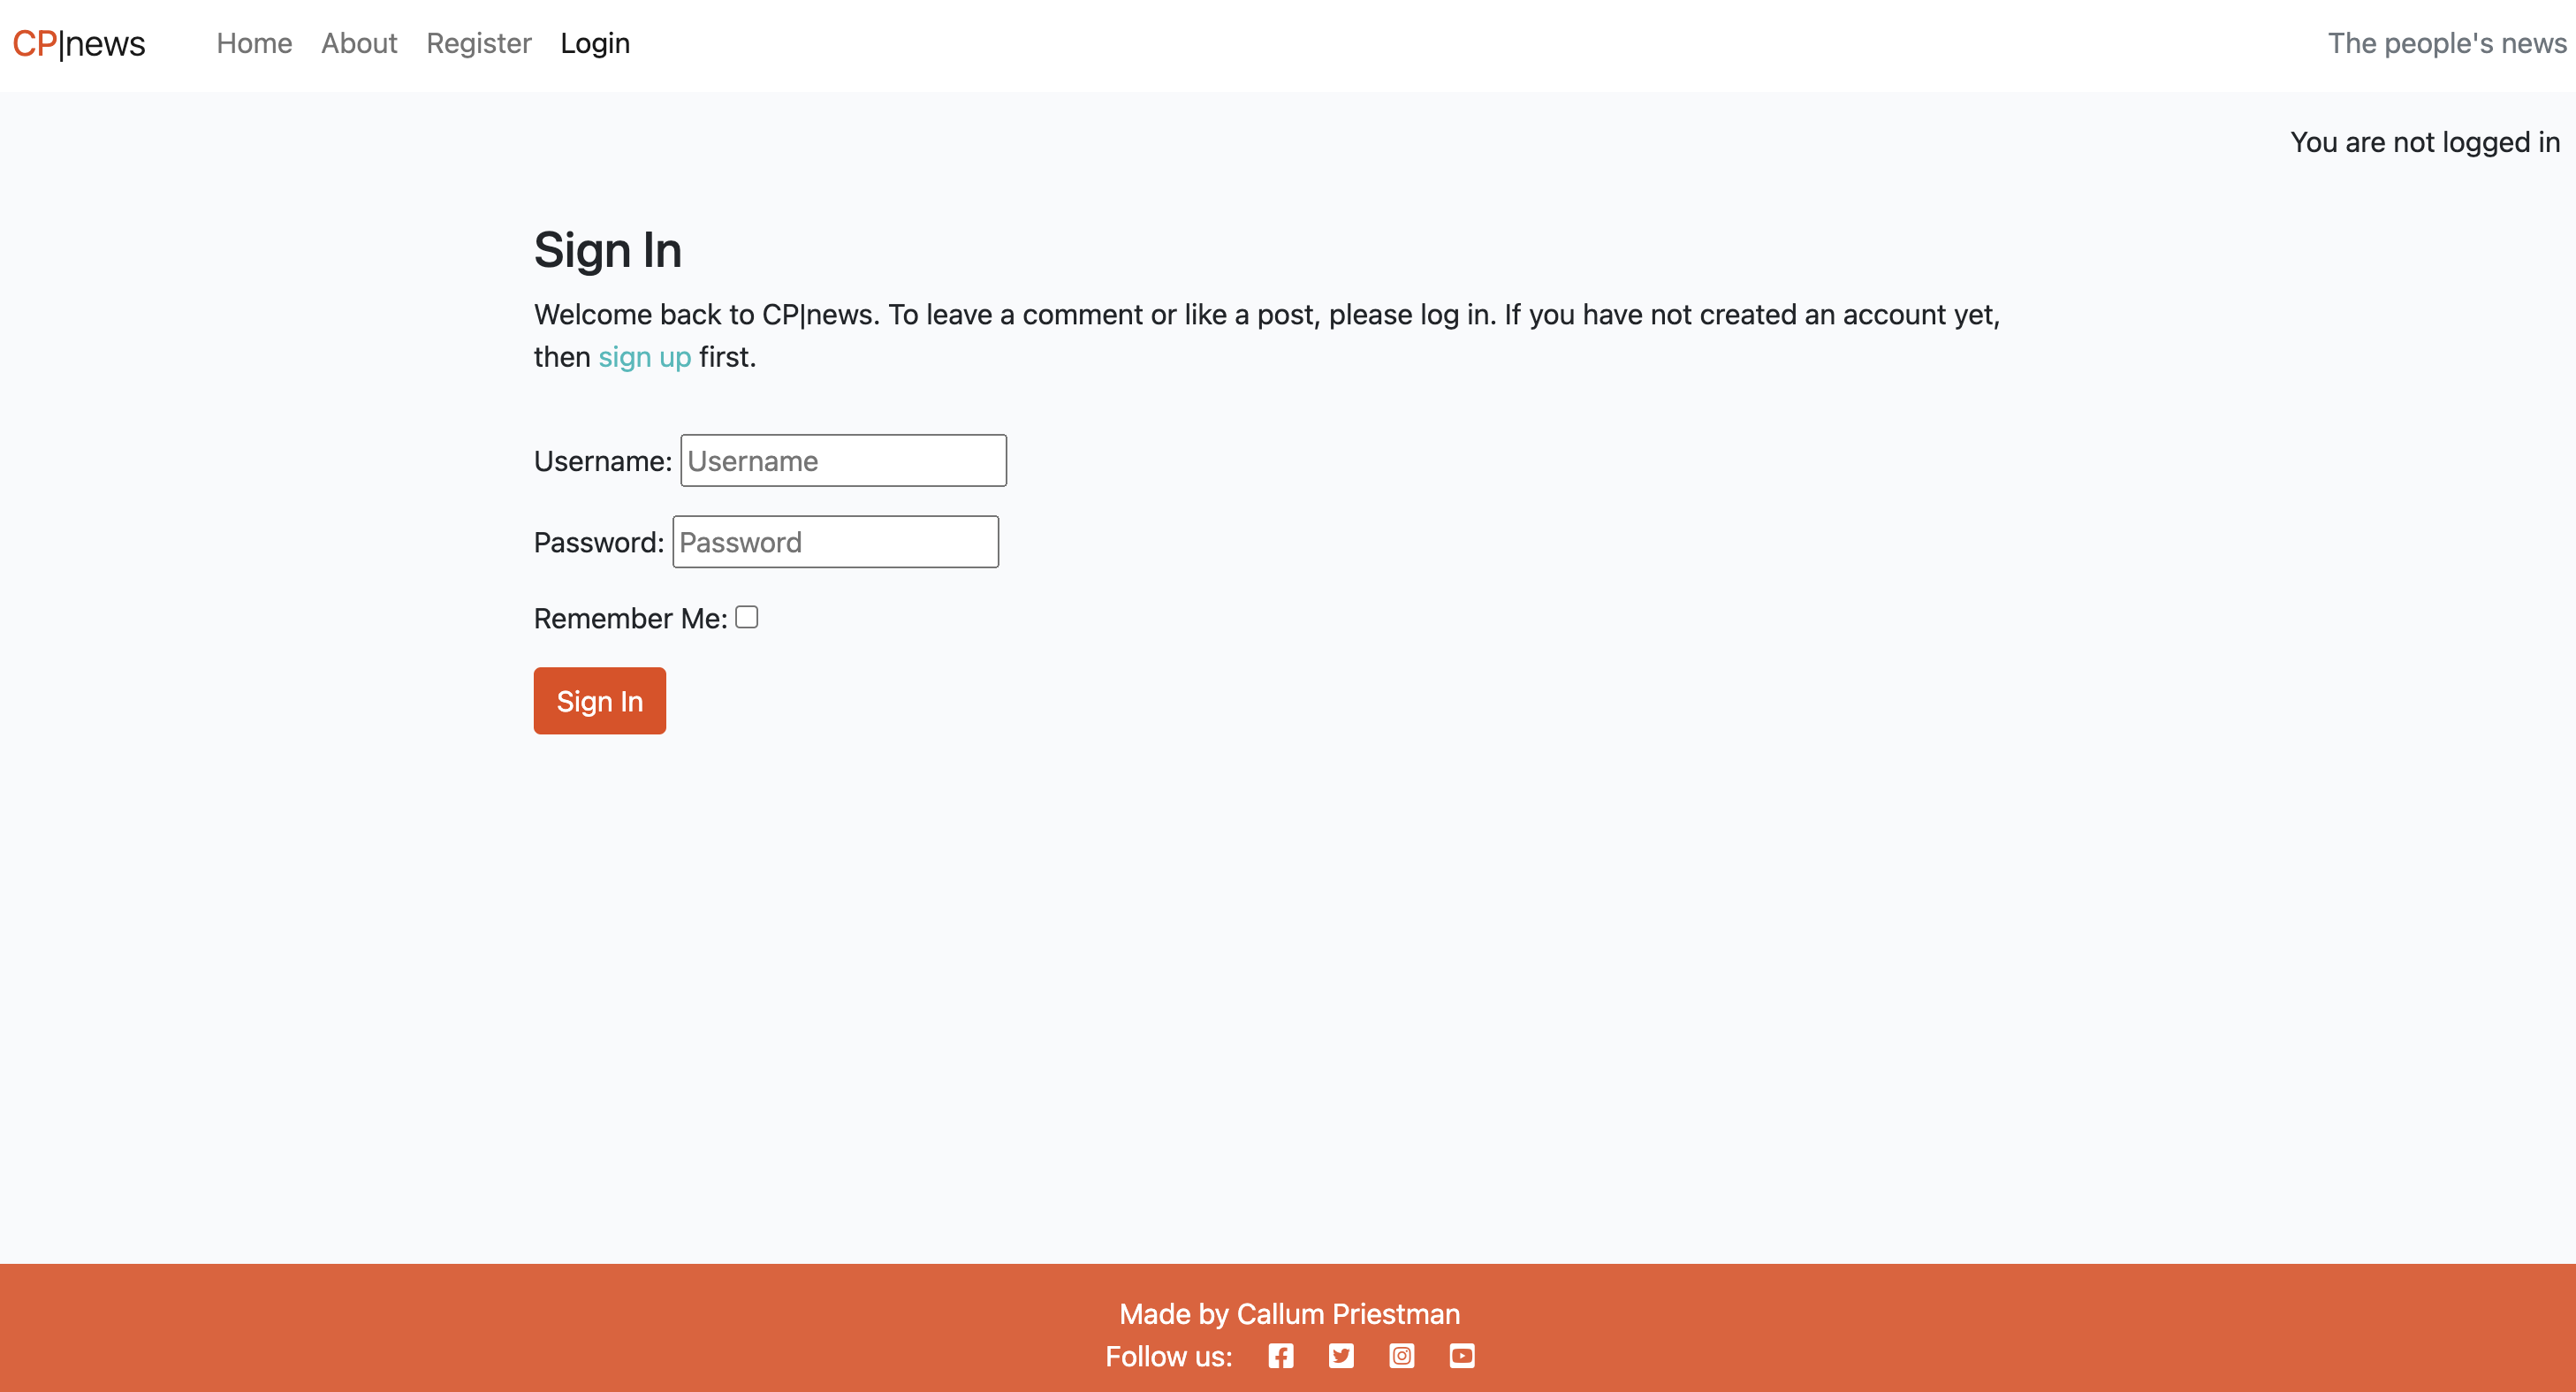 CP|news Home About Register Login The people's news
You are not logged in
Sign In
Welcome back to CP|news. To leave a comment or like a post, please log in. If you have not created an account yet,
then sign up first.
Username: Username
Password: Password
Remember Me:
Sign In
Made by Callum Priestman
Follow us: